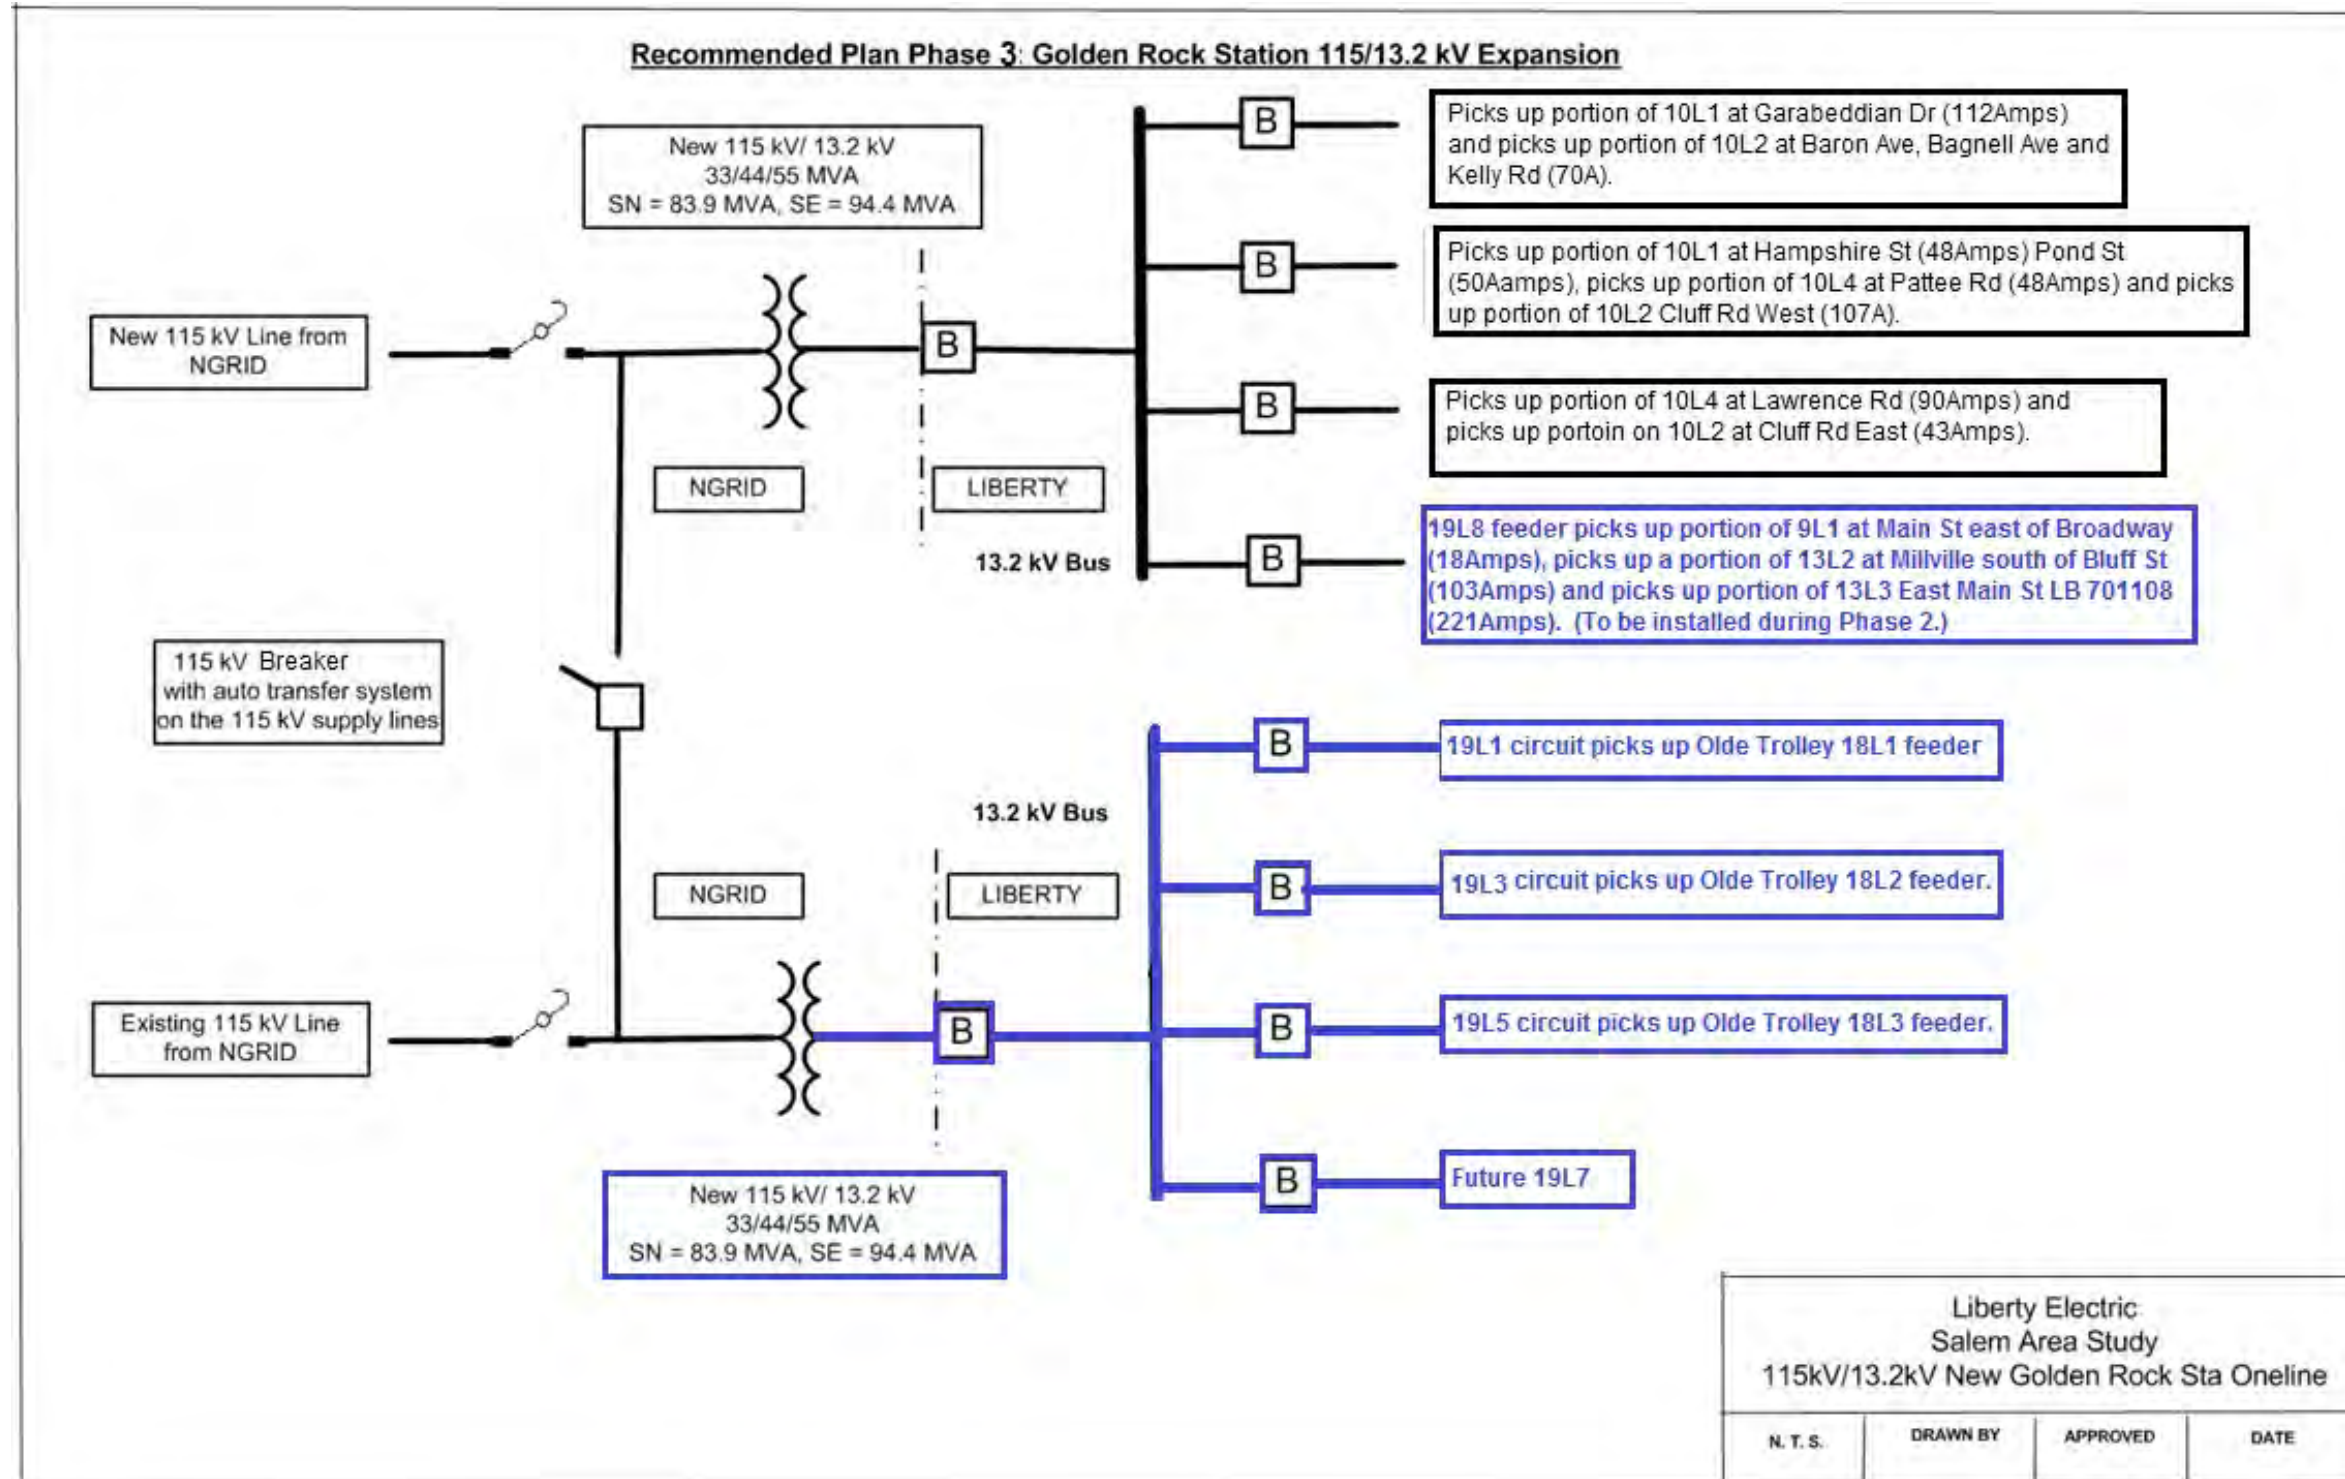 Recommended Plan Phase 3: Golden Rock Station 115/13.2 kV Expansion
New 115 kV/ 13.2 kV
33/44/55 MVA
SN = 83.9 MVA, SE = 94.4 MVA
B
Picks up portion of 10L1 at Garabeddian Dr (112Amps)
and picks up portion of 10L2 at Baron Ave, Bagnell Ave and
Kelly Rd (70A).
B
Picks up portion of 10L1 at Hampshire St (48Amps) Pond St
(50Aamps), picks up portion of 10L4 at Pattee Rd (48Amps) and picks
up portion of 10L2 Cluff Rd West (107A).
New 115 kV Line from
NGRID
B
B
Picks up portion of 10L4 at Lawrence Rd (90Amps) and
picks up portoin on 10L2 at Cluff Rd East (43Amps).
NGRID
LIBERTY
13.2 kV Bus
B
19L8 feeder picks up portion of 9L1 at Main St east of Broadway
(18Amps), picks up a portion of 13L2 at Millville south of Bluff St
(103Amps) and picks up portion of 13L3 East Main St LB 701108
(221Amps). (To be installed during Phase 2.)
115 kV Breaker
with auto transfer system
on the 115 kV supply lines
B
19L1 circuit picks up Olde Trolley 18L1 feeder
13.2 kV Bus
NGRID
LIBERTY
B
19L3 circuit picks up Olde Trolley 18L2 feeder.
Existing 115 kV Line
from NGRID
B
B
19L5 circuit picks up Olde Trolley 18L3 feeder.
B
Future 19L7
New 115 kV/ 13.2 kV
33/44/55 MVA
SN = 83.9 MVA, SE = 94.4 MVA
Liberty Electric
Salem Area Study
115kV/13.2kV New Golden Rock Sta Oneline
N. T. S.
DRAWN BY
APPROVED
DATE